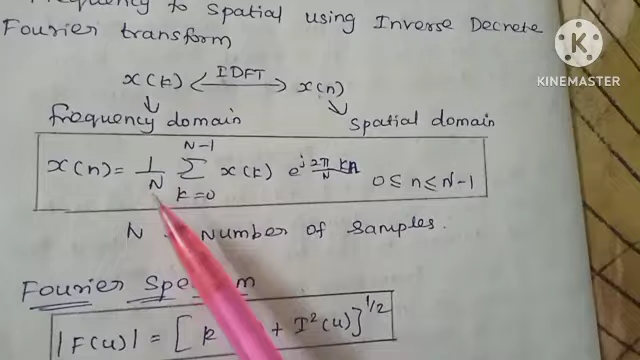 Frequency to spatial using Inverse Decrete
Fourier transform
x(k) <—IDFT—> x(n)
frequency domain
spatial domain
x(n) = 1/N N-1 Σ k=0 x(k) e^j 2π/N kn 0 ≤ n ≤ N-1
N Number of samples.
Fourier
|F(u)| = [ + I²(u)]^1/2
K
KINEMASTER